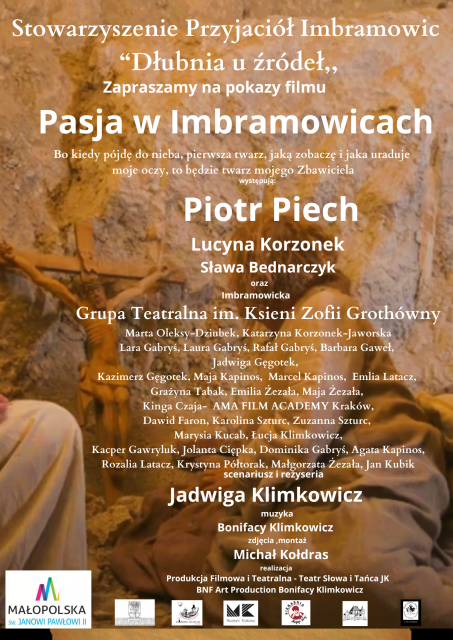 Stowarzyszenie Przyjaciół Imbramowic
“Dłubnia u źródeł,,
Zapraszamy na pokazy filmu
Pasja w Imbramowicach
Bo kiedy pójdę do nieba, pierwsza twarz, jaką zobaczę i jaka uraduje
moje oczy, to będzie twarz mojego Zbawiciela
występują:
Piotr Piech
Lucyna Korzonek
Sława Bednarczyk
oraz
Imbramowicka
Grupa Teatralna im. Ksieni Zofii Grothówny
Marta Oleksy-Dziubek, Katarzyna Korzonek-Jaworska
Lara Gabryś, Laura Gabryś, Rafał Gabryś, Barbara Gaweł,
Jadwiga Gęgotek,
Kazimerz Gęgotek, Maja Kapinos, Marcel Kapinos, Emlia Latacz,
Grażyna Tabak, Emilia Żezała, Maja Żezała,
Kinga Czaja- AMA FILM ACADEMY Kraków,
Dawid Faron, Karolina Szturc, Zuzanna Szturc,
Marysia Kucab, Łucja Klimkowicz,
Kacper Gawryluk, Jolanta Ciępka, Dominika Gabryś, Agata Kapinos,
Rozalia Latacz, Krystyna Półtorak, Małgorzata Żezała, Jan Kubik
scenariusz i reżyseria
Jadwiga Klimkowicz
muzyka
Bonifacy Klimkowicz
zdjęcia ,montaż
Michał Kołdras
realizacja
Produkcja Filmowa i Teatralna - Teatr Słowa i Tańca JK
BNF Art Production Bonifacy Klimkowicz
MAŁOPOLSKA
ŚW. JANOWI PAWŁOWI II